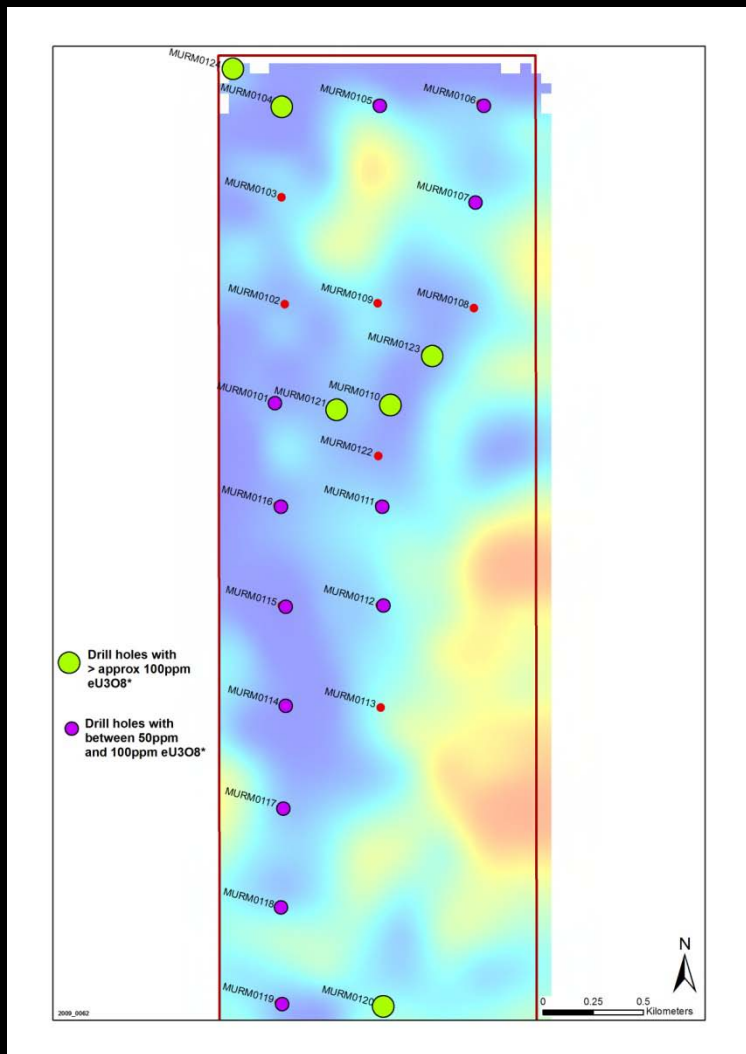 MURM0124
MURM0104
MURM0105
MURM0106
MURM0103
MURM0107
MURM0102
MURM0109
MURM0108
MURM0123
MURM0101
MURM0121
MURM0110
MURM0122
MURM0116
MURM0111
MURM0115
MURM0112
Drill holes with
> approx 100ppm
eU3O8*
MURM0114
MURM0113
Drill holes with
between 50ppm
and 100ppm eU3O8*
MURM0117
MURM0118
N
MURM0119
MURM0120
0 0.25 0.5
Kilometers
2009_0062